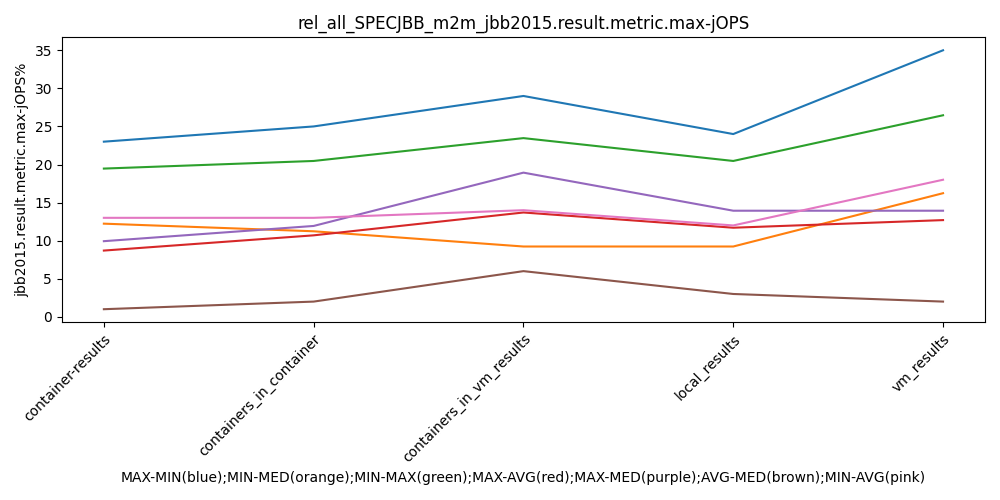 rel_all_SPECJBB_m2m_jbb2015.result.metric.max-jOPS
jbb2015.result.metric.max-jOPS%
35
30
25
20
15
10
5
0
container-results
containers_in_container
containers_in_vm_results
local_results
vm_results
MAX-MIN(blue);MIN-MED(orange);MIN-MAX(green);MAX-AVG(red);MAX-MED(purple);AVG-MED(brown);MIN-AVG(pink)